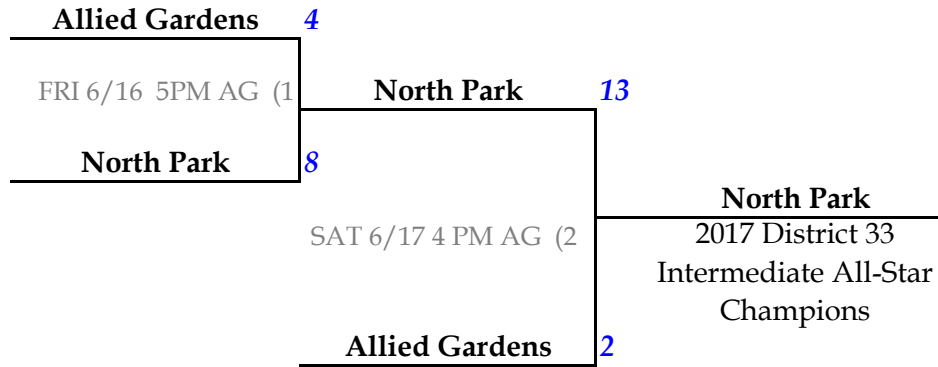 Allied Gardens 4
FRI 6/16 5PM AG (1
North Park 13
North Park 8
North Park
2017 District 33
SAT 6/17 4 PM AG (2
Intermediate All-Star
Champions
Allied Gardens 2